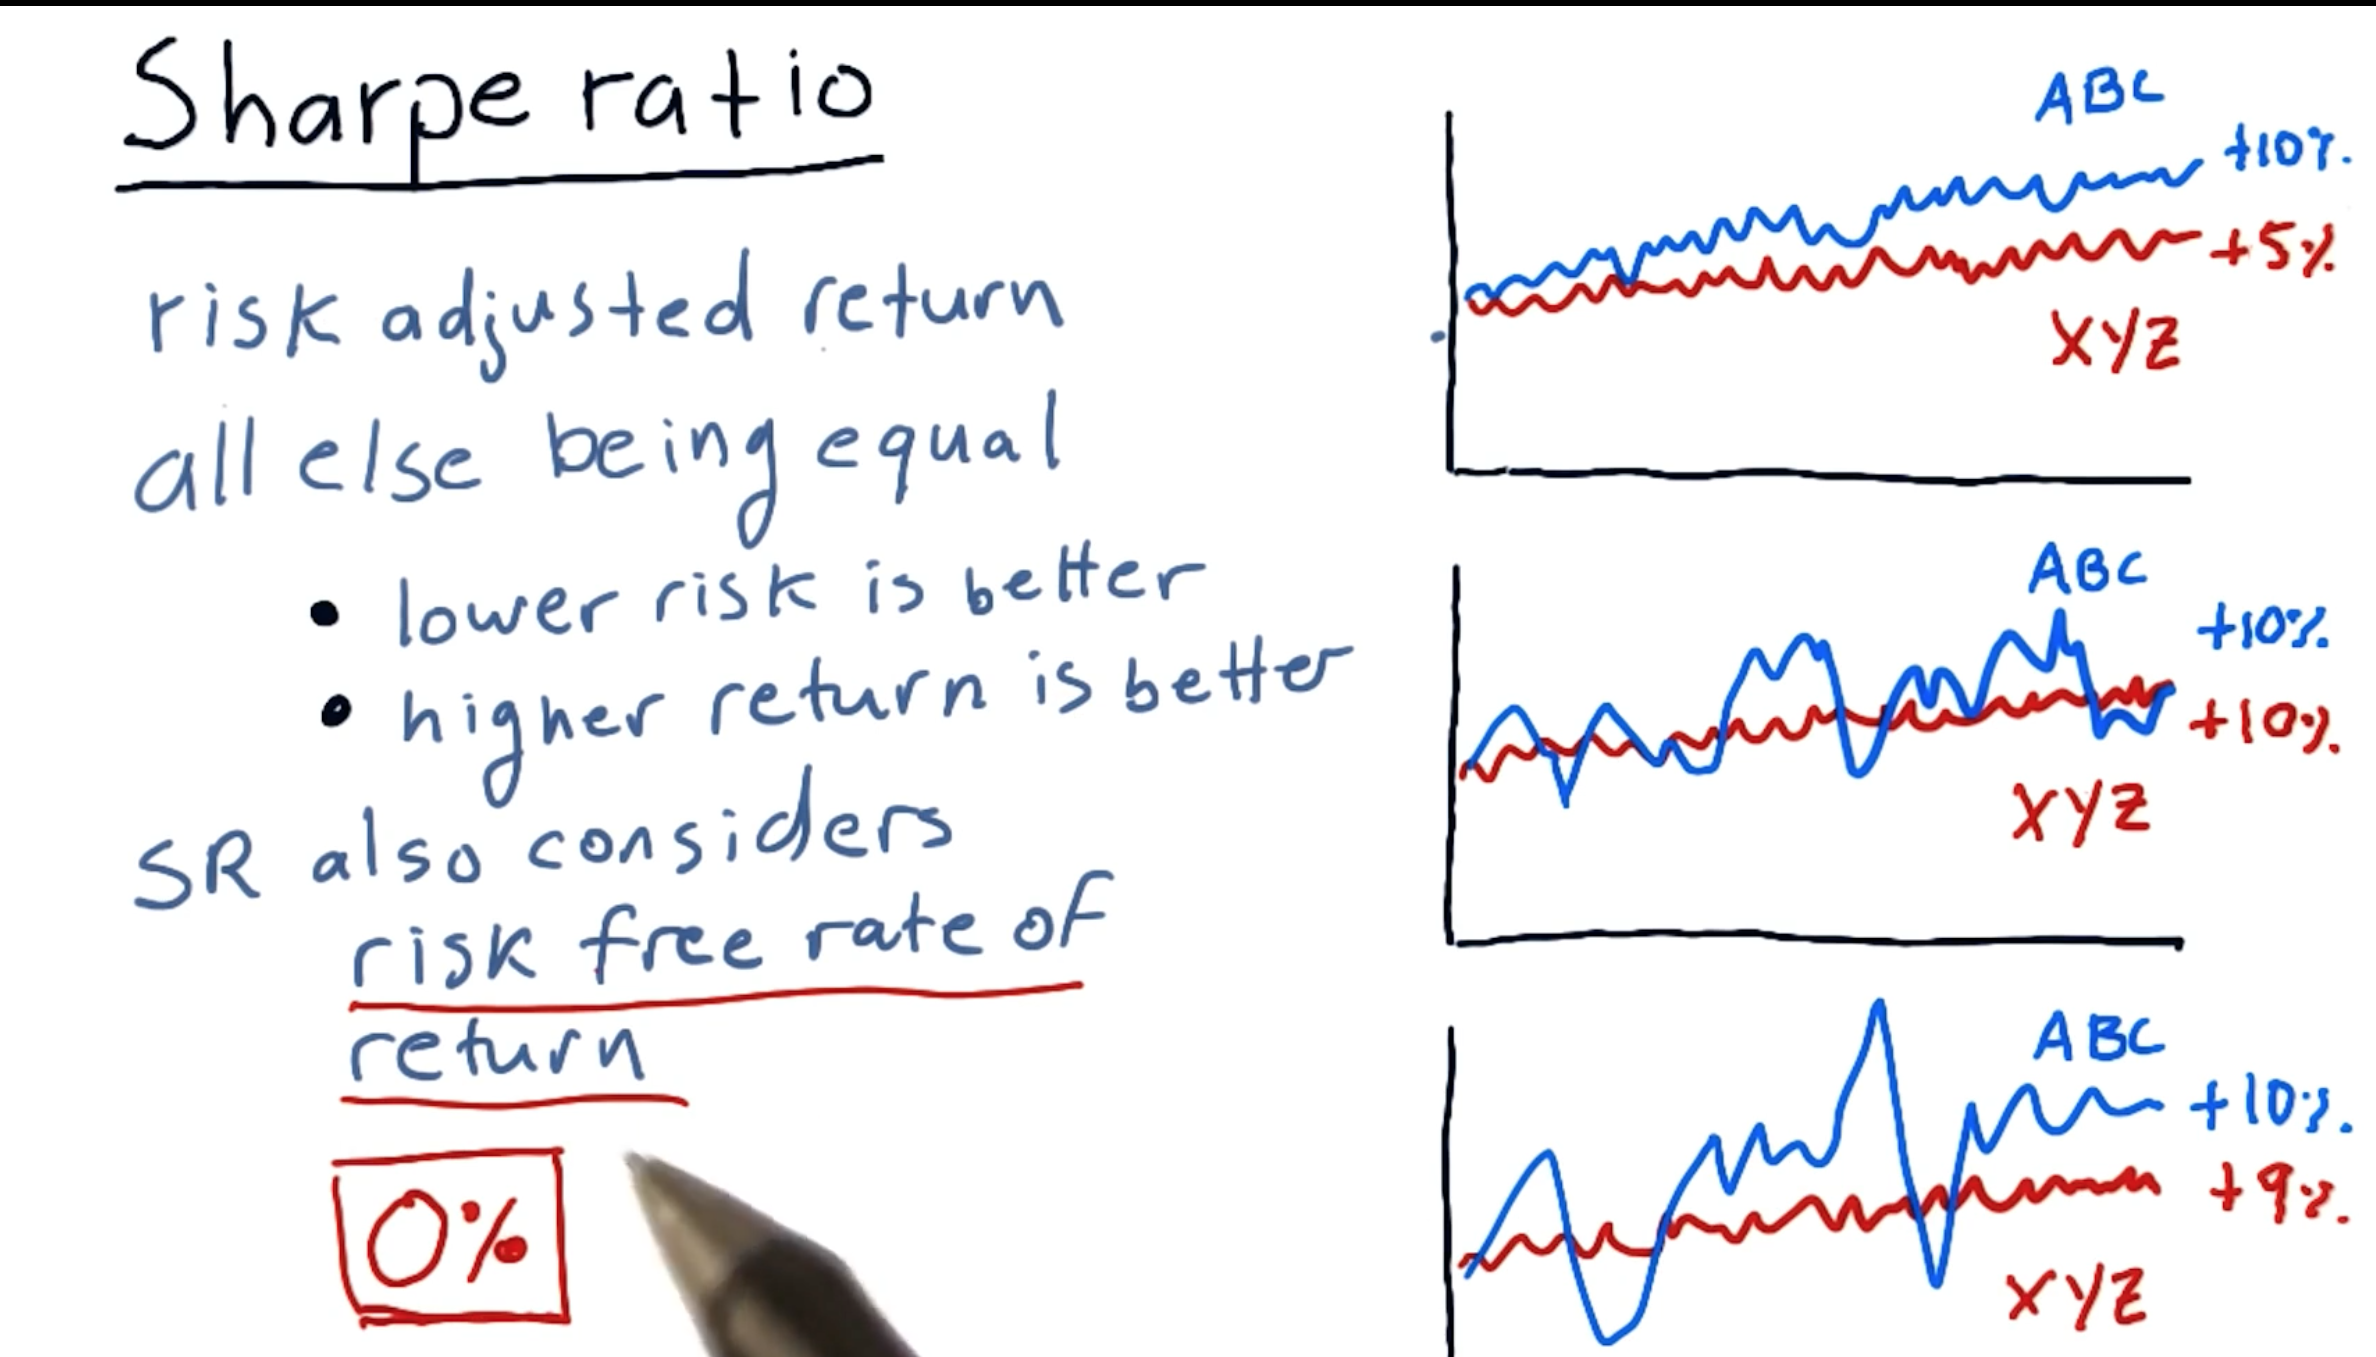 Sharpe ratio
risk adjusted return
all else being equal
• lower risk is better
• higher return is better
SR also considers
risk free rate of
return
0%
ABC
+10%
+5%
XYZ
ABC
+10%
+10%
XYZ
ABC
+10%
+9%
XYZ